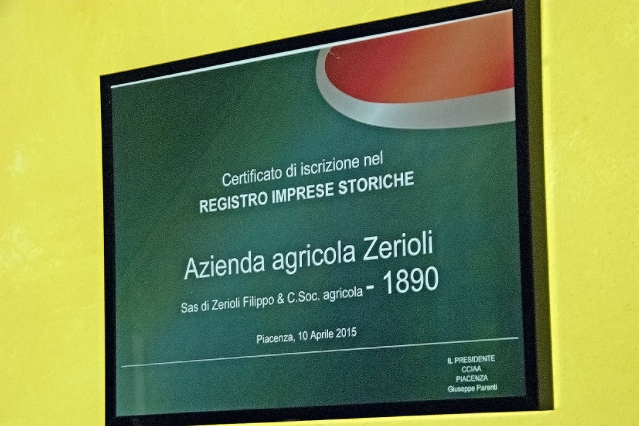 Certificato di iscrizione nel
REGISTRO IMPRESE STORICHE
Azienda agricola Zerioli
Sas di Zerioli Filippo & C.Soc. agricola - 1890
Piacenza, 10 Aprile 2015
IL PRESIDENTE
CCIAA
PIACENZA
Giuseppe Parenti